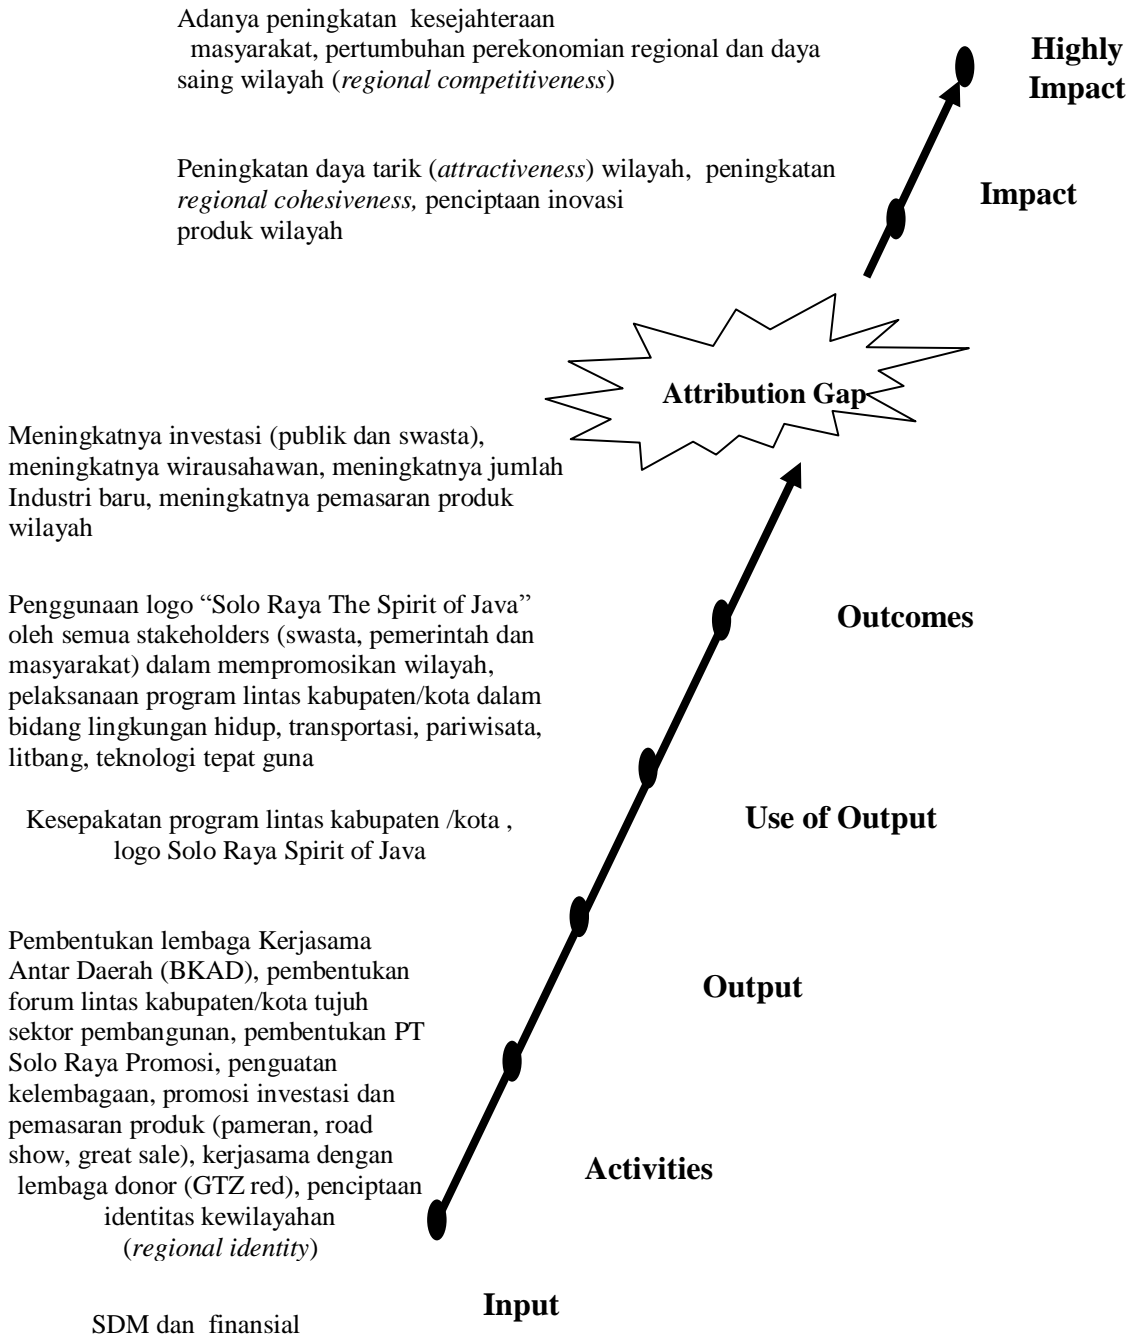 Adanya peningkatan kesejahteraan
masyarakat, pertumbuhan perekonomian regional dan daya
saing wilayah (regional competitiveness)
Highly
Impact
Peningkatan daya tarik (attractiveness) wilayah, peningkatan
regional cohesiveness, penciptaan inovasi
produk wilayah
Impact
Attribution Gap
Meningkatnya investasi (publik dan swasta),
meningkatnya wirausahawan, meningkatnya jumlah
Industri baru, meningkatnya pemasaran produk
wilayah
Outcomes
Penggunaan logo “Solo Raya The Spirit of Java”
oleh semua stakeholders (swasta, pemerintah dan
masyarakat) dalam mempromosikan wilayah,
pelaksanaan program lintas kabupaten/kota dalam
bidang lingkungan hidup, transportasi, pariwisata,
litbang, teknologi tepat guna
Use of Output
Kesepakatan program lintas kabupaten /kota ,
logo Solo Raya Spirit of Java
Output
Pembentukan lembaga Kerjasama
Antar Daerah (BKAD), pembentukan
forum lintas kabupaten/kota tujuh
sektor pembangunan, pembentukan PT
Solo Raya Promosi, penguatan
kelembagaan, promosi investasi dan
pemasaran produk (pameran, road
show, great sale), kerjasama dengan
lembaga donor (GTZ red), penciptaan
identitas kewilayahan
(regional identity)
Activities
Input
SDM dan finansial